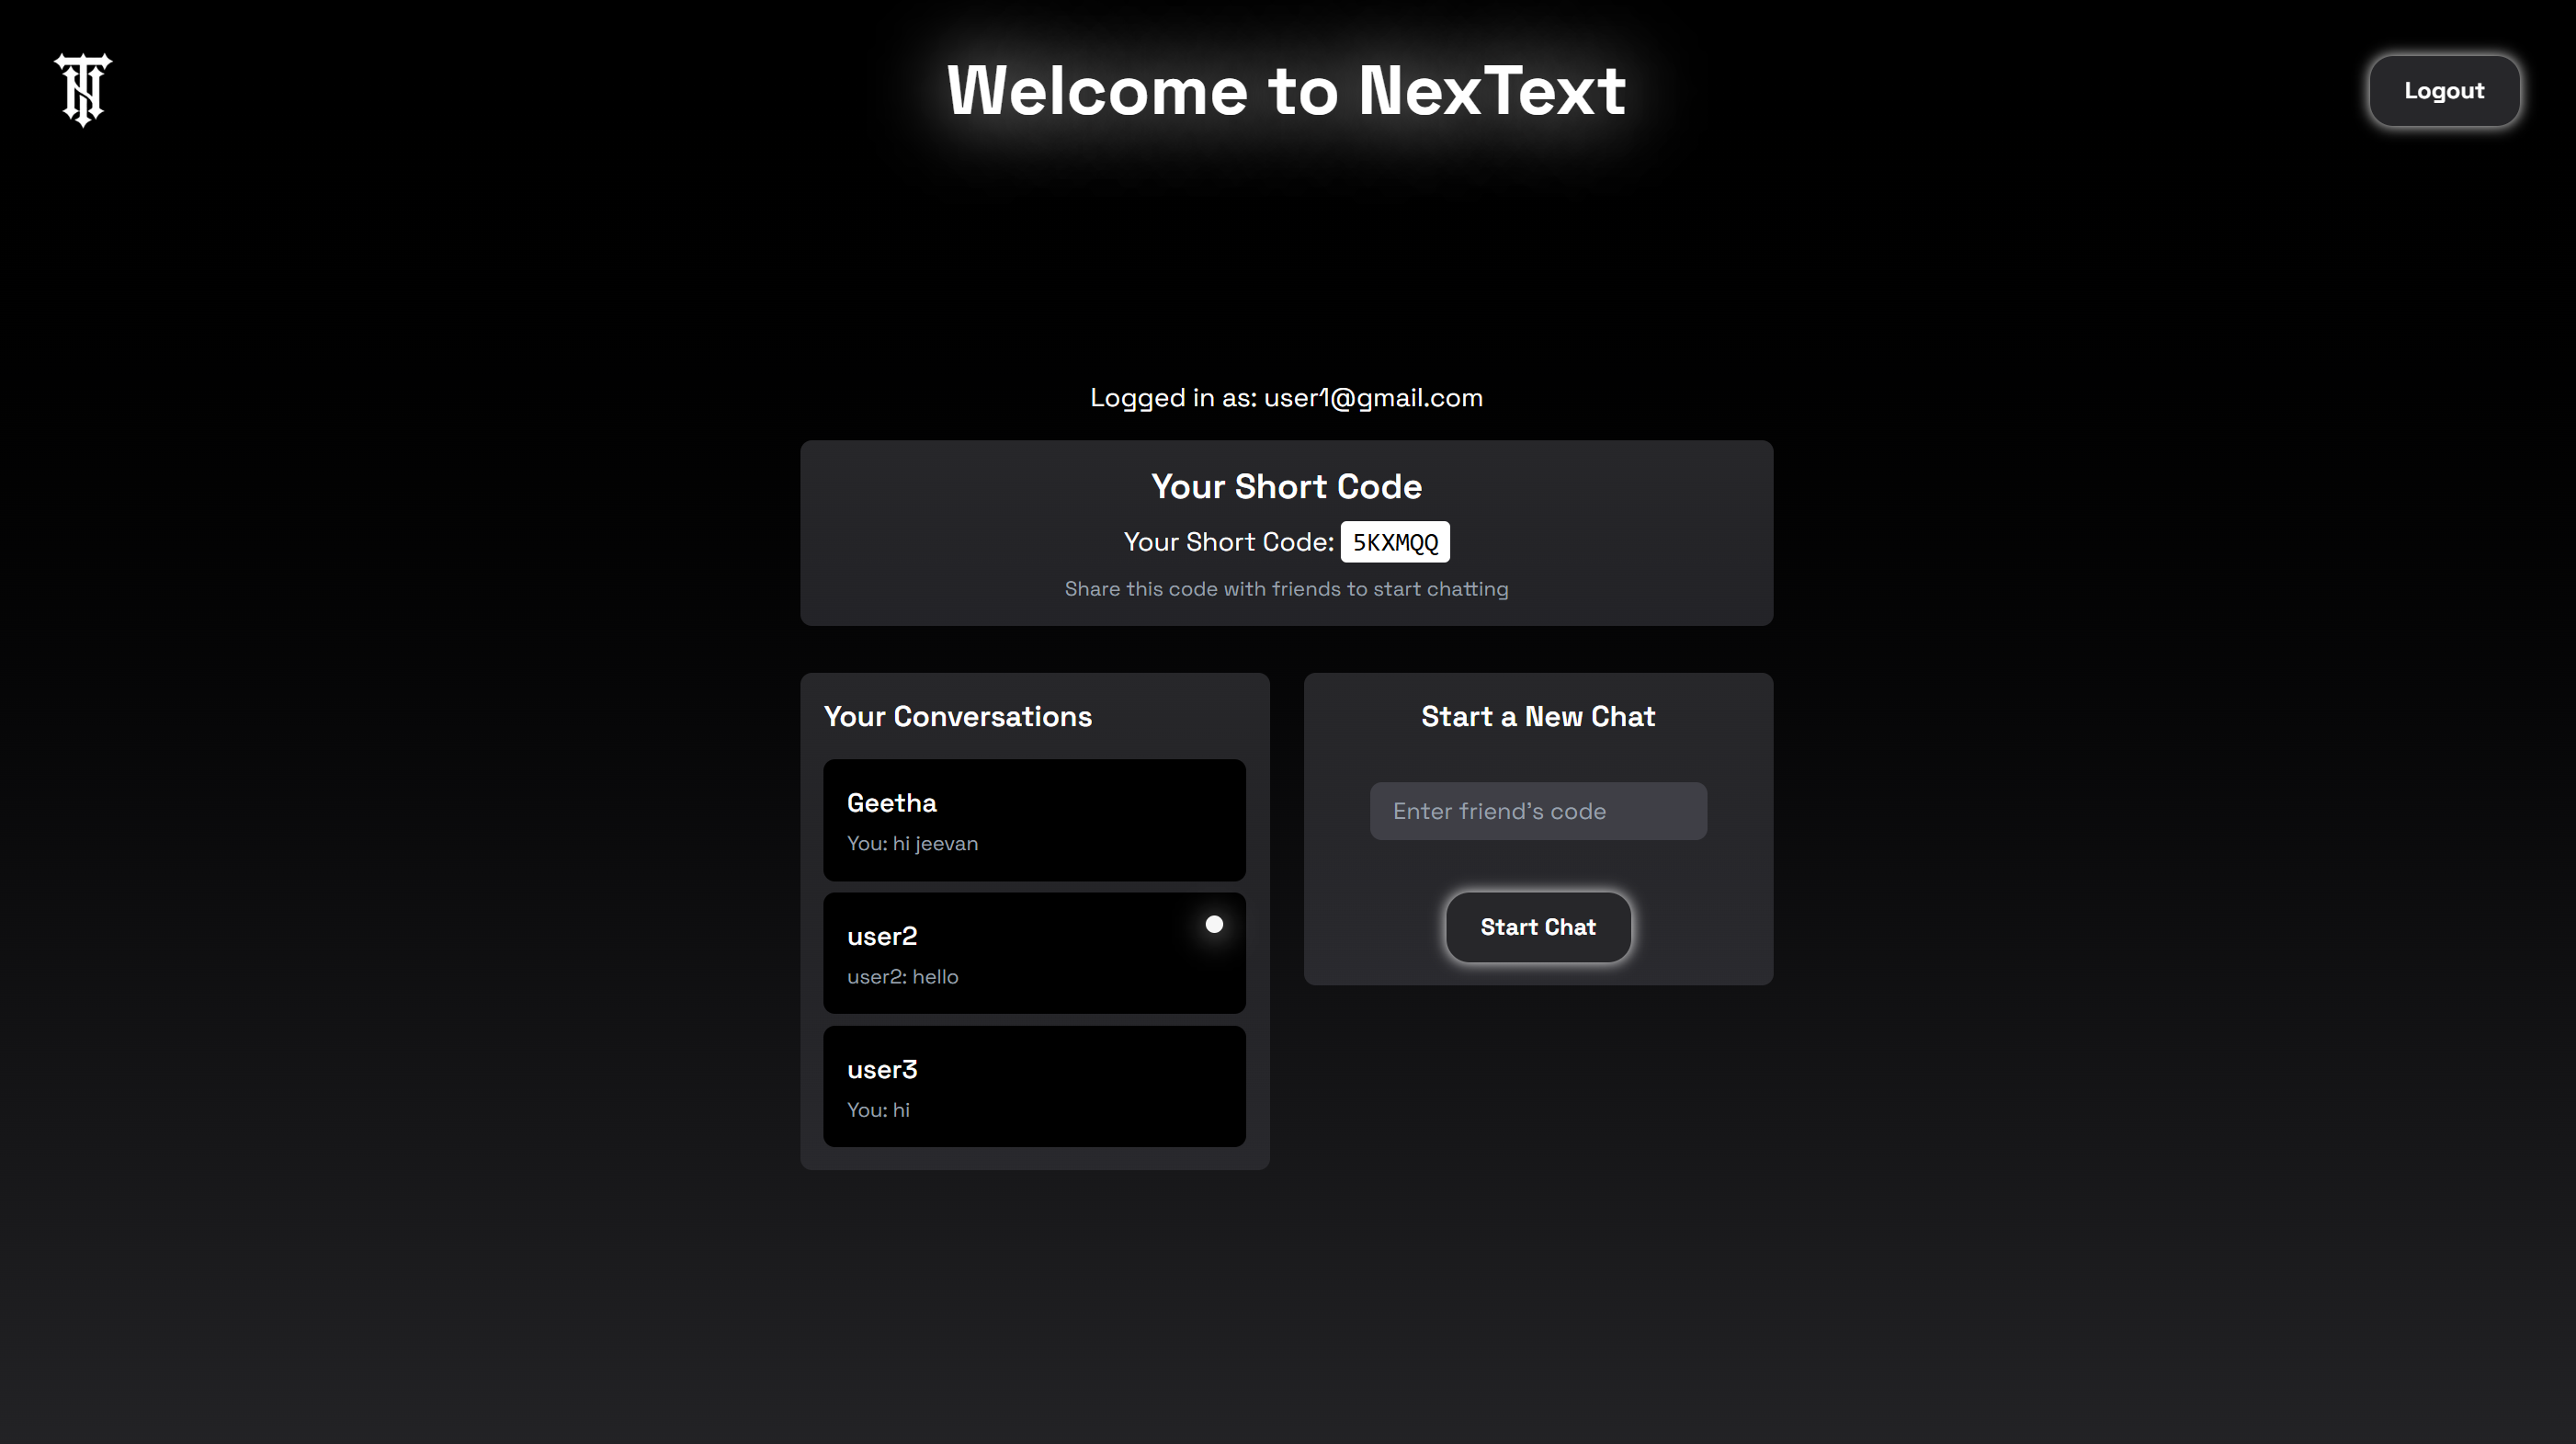 Welcome to NexText
Logout
Logged in as: user1@gmail.com
Your Short Code
Your Short Code: 5KXMQQ
Share this code with friends to start chatting
Your Conversations
Geetha
You: hi jeevan
user2
user2: hello
user3
You: hi
Start a New Chat
Enter friend's code
Start Chat